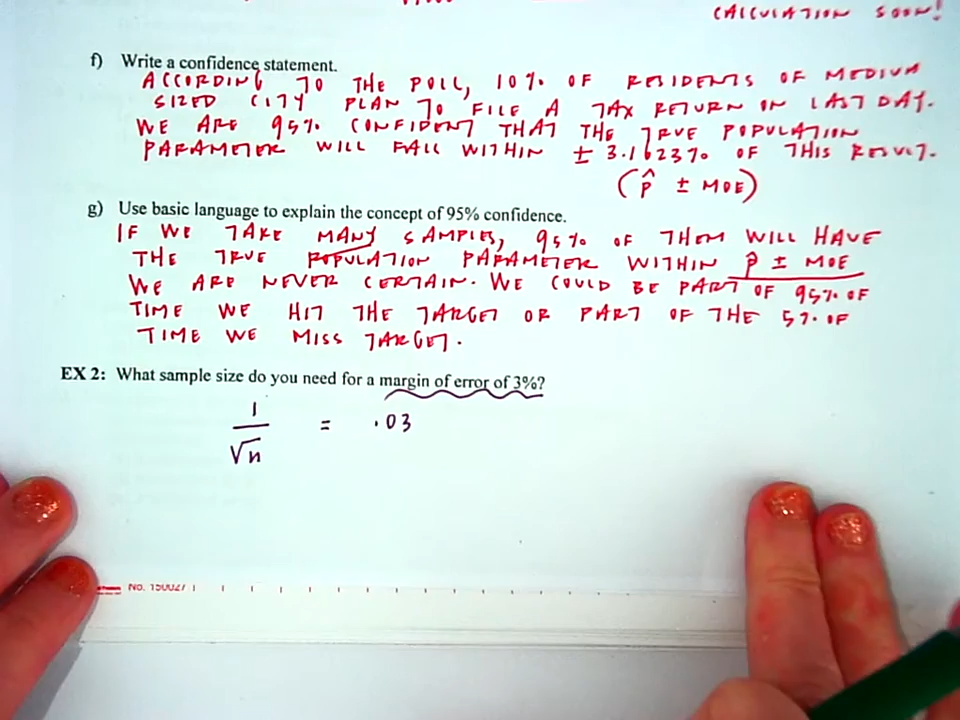 CALCULATION SOON!
f) Write a confidence statement.
ACCORDING TO THE POLL, 10% OF RESIDENTS OF MEDIUM
SIZED CITY PLAN TO FILE A TAX RETURN ON LAST DAY.
WE ARE 95% CONFIDENT THAT THE TRUE POPULATION
PARAMETER WILL FALL WITHIN ± 3.1623% OF THIS RESULT.
(p̂ ± MOE)
g) Use basic language to explain the concept of 95% confidence.
IF WE TAKE MANY SAMPLES, 95% OF THEM WILL HAVE
THE TRUE POPULATION PARAMETER WITHIN p̂ ± MOE
WE ARE NEVER CERTAIN. WE COULD BE PART OF 95% OF
TIME WE HIT THE TARGET OR PART OF THE 5% OF
TIME WE MISS TARGET.
EX 2: What sample size do you need for a margin of error of 3%?
1/√n = .03
No. 150027